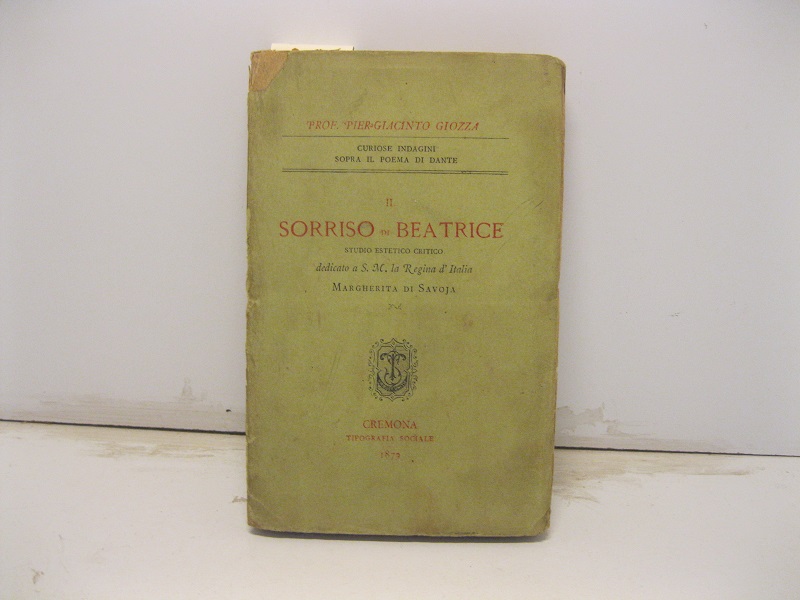 PROF. PIER-GIACINTO GIOZZA
CURIOSE INDAGINI
SOPRA IL POEMA DI DANTE
IL
SORRISO DI BEATRICE
STUDIO ESTETICO CRITICO
dedicato a S. M. la Regina d'Italia
MARGHERITA DI SAVOJA
CREMONA
TIPOGRAFIA SOCIALE
1879